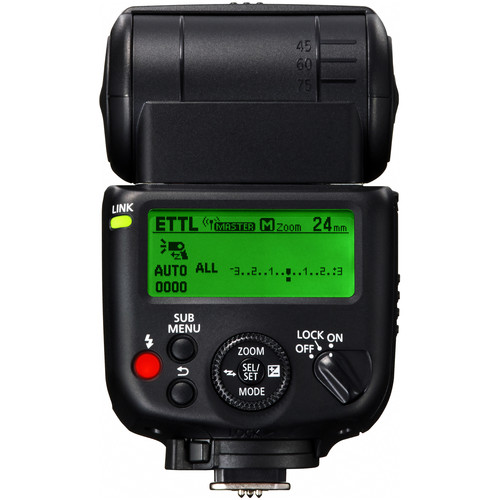 45
60
75
LINK
ETTL MASTER M Zoom 24mm
AUTO ALL -3..2..1..▮..1..2.:3
0000
SUB
MENU
LOCK ON
OFF
ZOOM
SEL/
SET
MODE